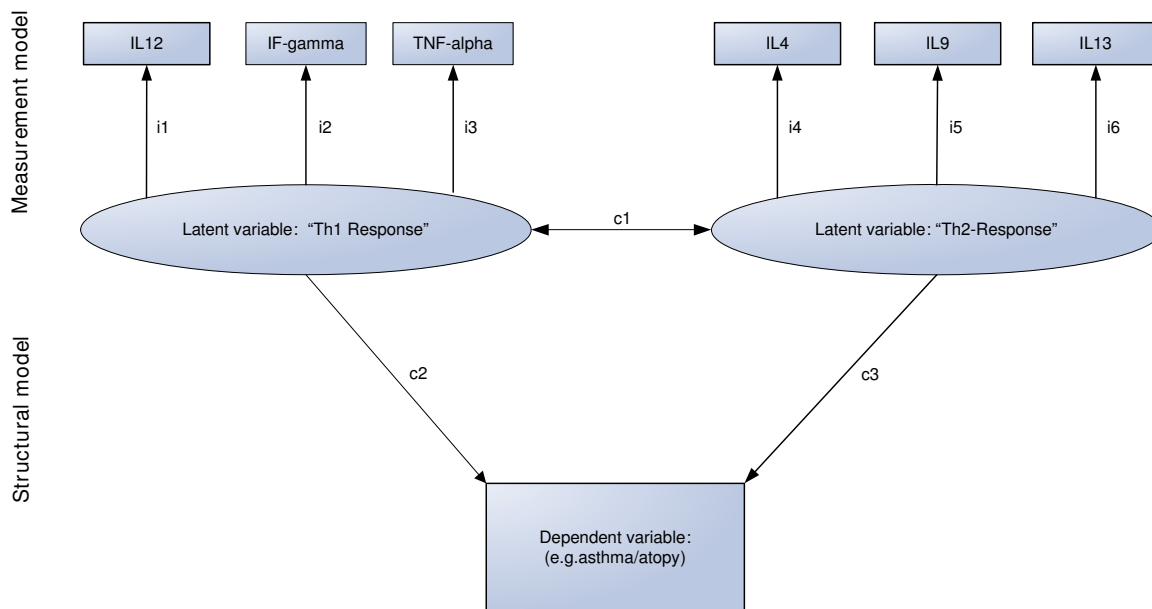 Measurement model
IL12
IF-gamma
TNF-alpha
IL4
IL9
IL13
i1
i2
i3
i4
i5
i6
Latent variable: “Th1 Response”
c1
Latent variable: “Th2-Response”
Structural model
c2
c3
Dependent variable:
(e.g.asthma/atopy)